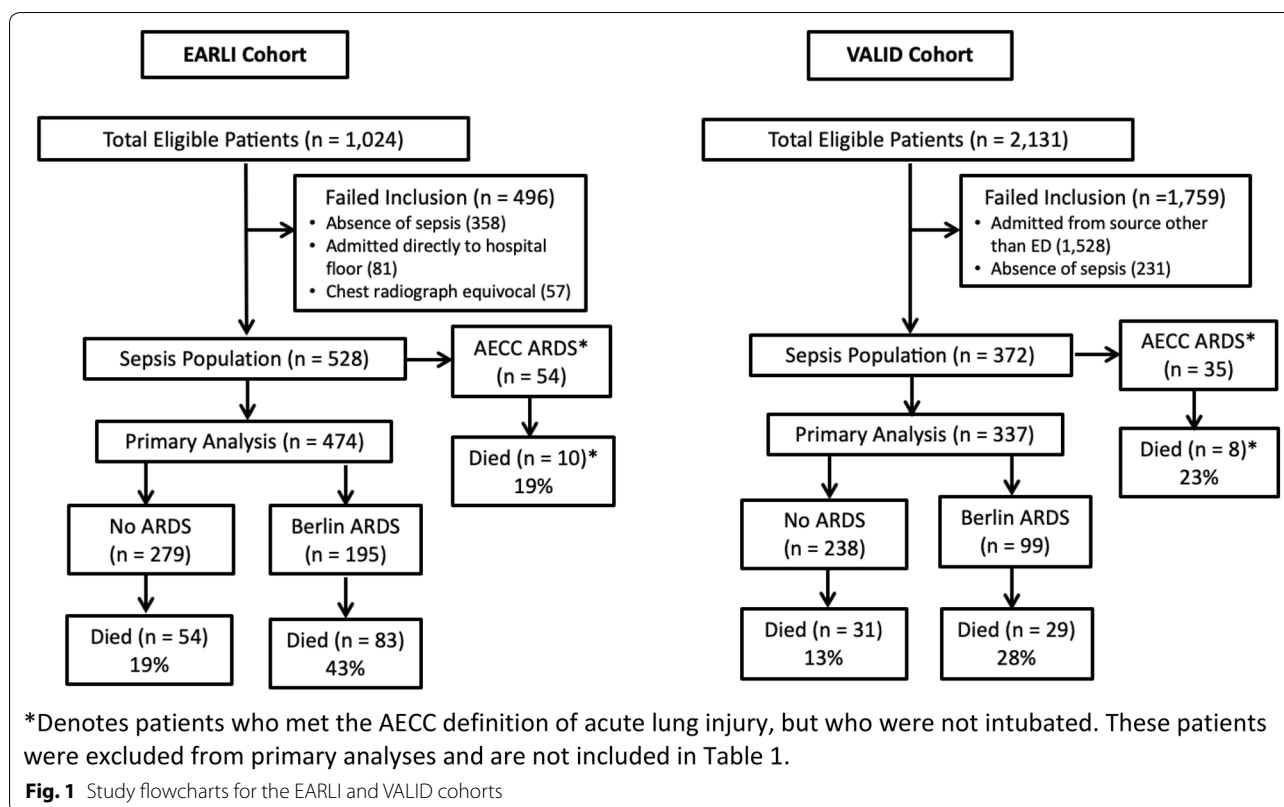 EARLI Cohort
Total Eligible Patients (n = 1,024)
Failed Inclusion (n = 496)
• Absence of sepsis (358)
• Admitted directly to hospital
floor (81)
• Chest radiograph equivocal (57)
Sepsis Population (n = 528)
AECC ARDS*
(n = 54)
Died (n = 10)*
19%
Primary Analysis (n = 474)
No ARDS
(n = 279)
Berlin ARDS
(n = 195)
Died (n = 54)
19%
Died (n = 83)
43%
VALID Cohort
Total Eligible Patients (n = 2,131)
Failed Inclusion (n =1,759)
• Admitted from source other
than ED (1,528)
• Absence of sepsis (231)
Sepsis Population (n = 372)
AECC ARDS*
(n = 35)
Died (n = 8)*
23%
Primary Analysis (n = 337)
No ARDS
(n = 238)
Berlin ARDS
(n = 99)
Died (n = 31)
13%
Died (n = 29)
28%
*Denotes patients who met the AECC definition of acute lung injury, but who were not intubated. These patients
were excluded from primary analyses and are not included in Table 1.
Fig. 1 Study flowcharts for the EARLI and VALID cohorts